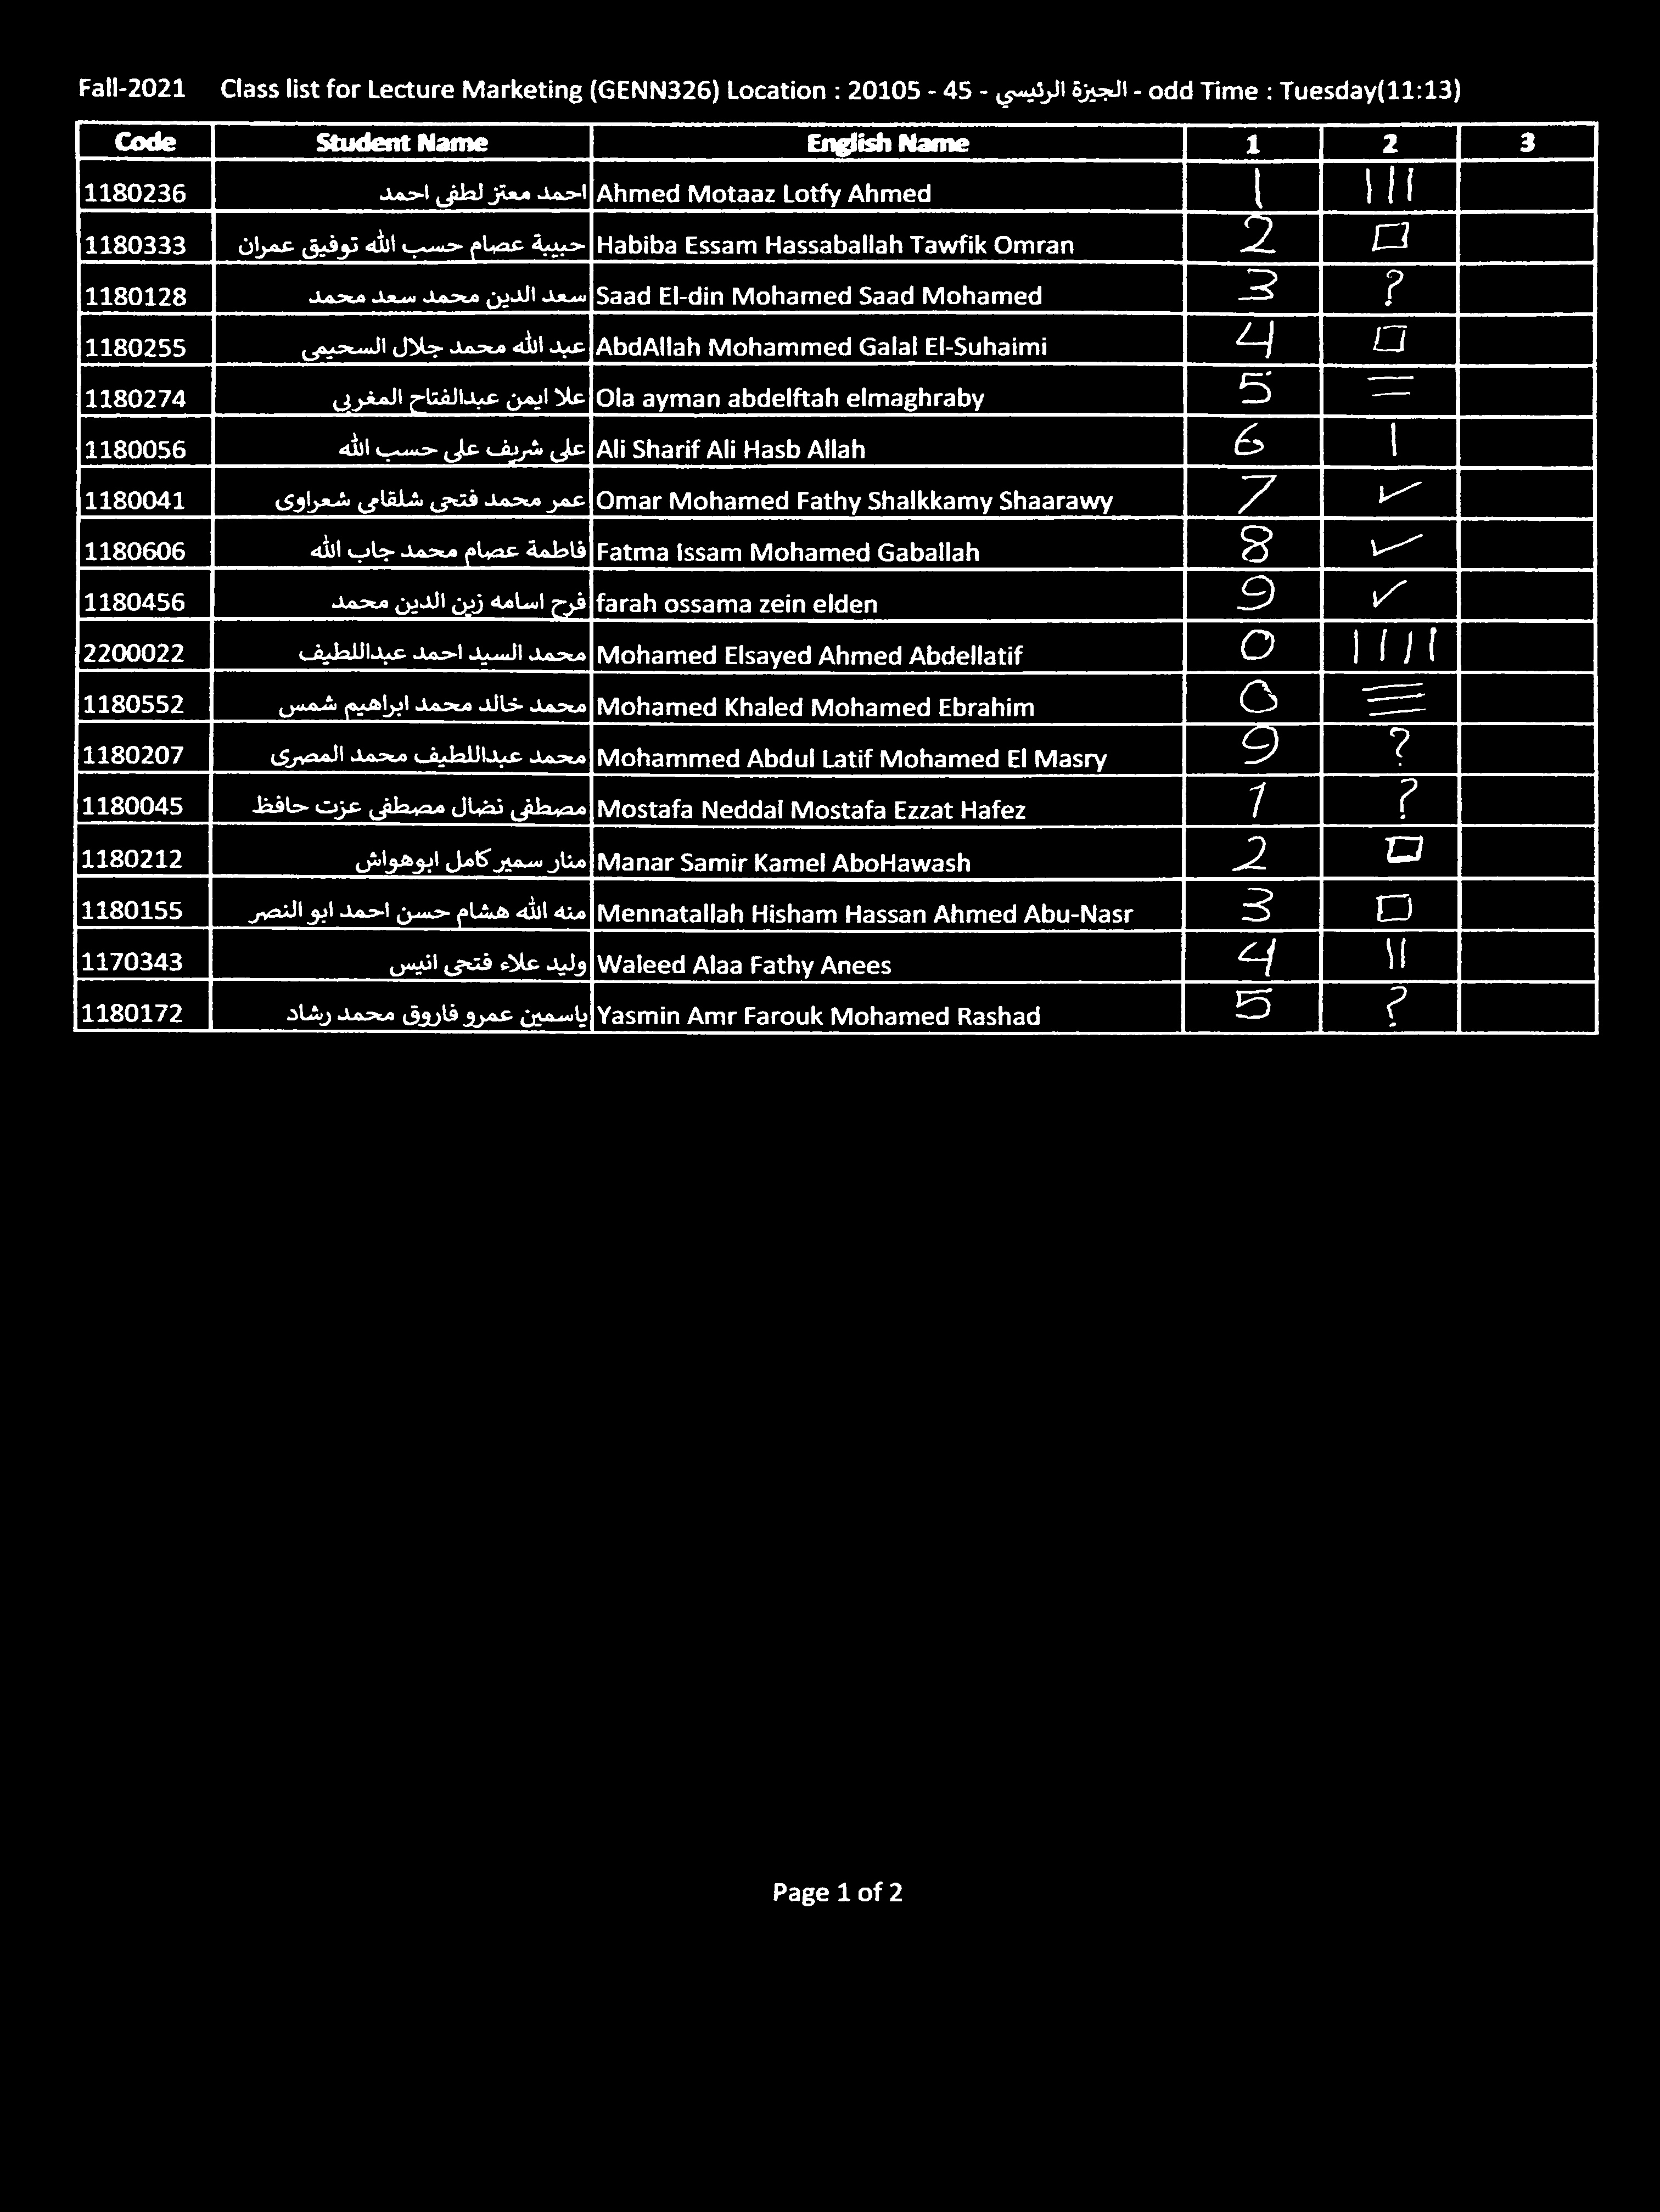 Fall-2021 Class list for Lecture Marketing (GENN326) Location : 20105 - 45 - الجيزة الرئيسي - odd Time : Tuesday(11:13)
Code Student Name English Name 1 2 3
1180236 احمد معتز لطفى احمد Ahmed Motaaz Lotfy Ahmed 1 |||
1180333 حبيبة عصام حسب الله توفيق عمران Habiba Essam Hassaballah Tawfik Omran 2 □
1180128 سعد الدين محمد سعد محمد Saad El-din Mohamed Saad Mohamed 3 ?
1180255 عبد الله محمد جلال السحيمى AbdAllah Mohammed Galal El-Suhaimi 4 □
1180274 علا ايمن عبدالفتاح المغربي Ola ayman abdelftah elmaghraby 5 =
1180056 على شريف على حسب الله Ali Sharif Ali Hasb Allah 6 |
1180041 عمر محمد فتحى شلقامى شعراوى Omar Mohamed Fathy Shalkkamy Shaarawy 7 ✓
1180606 فاطمة عصام محمد جاب الله Fatma Issam Mohamed Gaballah 8 ✓
1180456 فرح اسامه زين الدين محمد farah ossama zein elden 9 ✓
2200022 محمد السيد احمد عبداللطيف Mohamed Elsayed Ahmed Abdellatif 0 ||||
1180552 محمد خالد محمد ابراهيم شمس Mohamed Khaled Mohamed Ebrahim 0 ≡
1180207 محمد عبداللطيف محمد المصرى Mohammed Abdul Latif Mohamed El Masry 9 ?
1180045 مصطفى نضال مصطفى عزت حافظ Mostafa Neddal Mostafa Ezzat Hafez 1 ?
1180212 منار سمير كامل ابوهواش Manar Samir Kamel AboHawash 2 □
1180155 منه الله هشام حسن احمد ابو النصر Mennatallah Hisham Hassan Ahmed Abu-Nasr 3 □
1170343 وليد علاء فتحى انيس Waleed Alaa Fathy Anees 4 ||
1180172 ياسمين عمرو فاروق محمد رشاد Yasmin Amr Farouk Mohamed Rashad 5 ?
Page 1 of 2